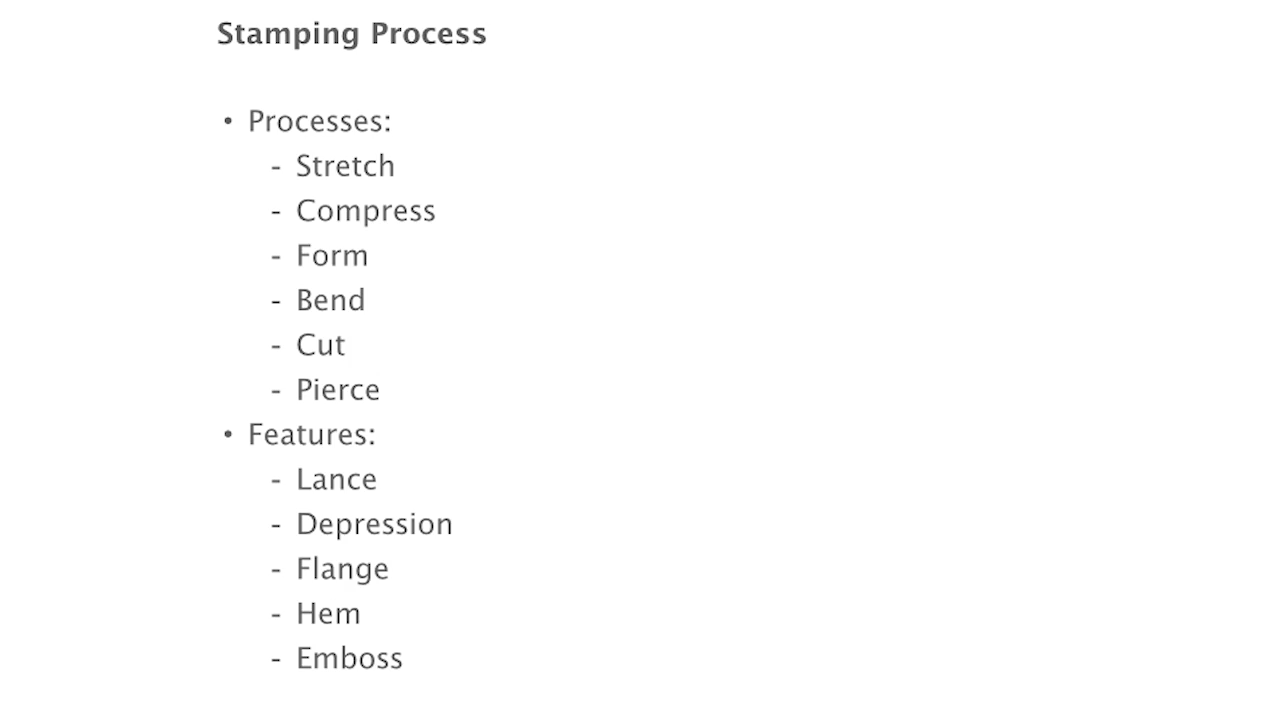 Stamping Process
• Processes:
- Stretch
- Compress
- Form
- Bend
- Cut
- Pierce
• Features:
- Lance
- Depression
- Flange
- Hem
- Emboss